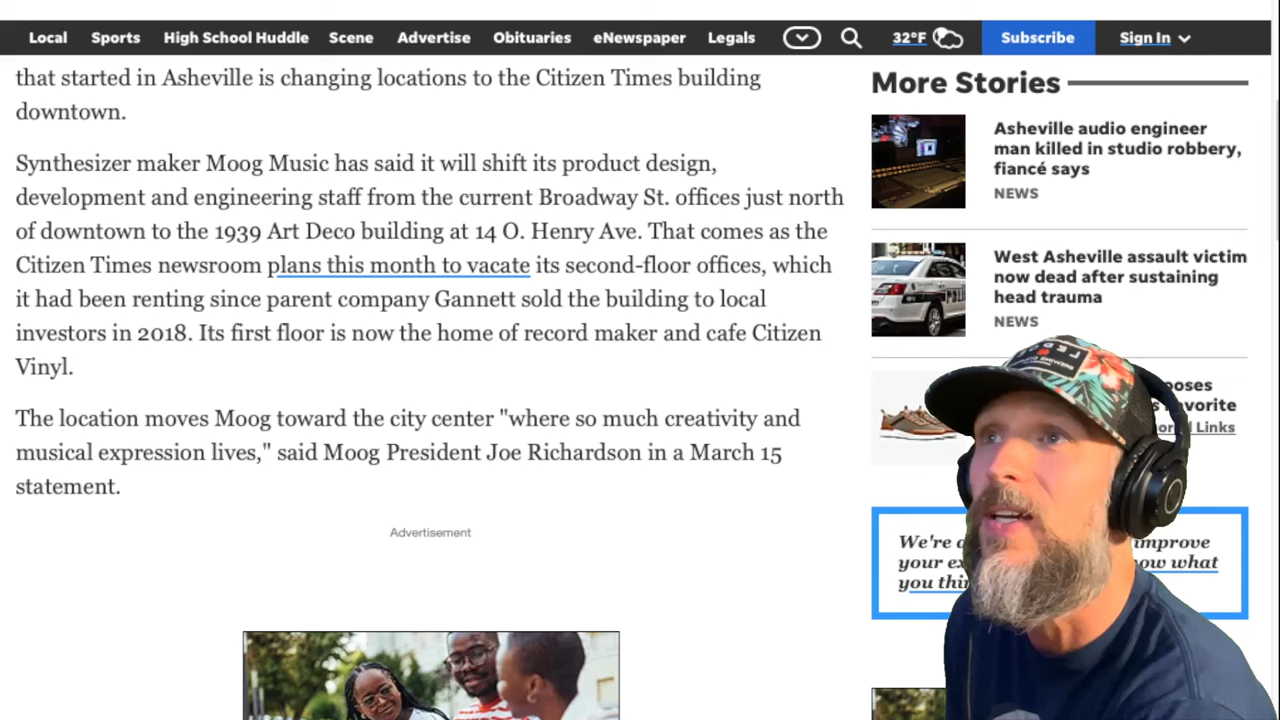 Local Sports High School Huddle Scene Advertise Obituaries eNewspaper Legals 32°F Subscribe Sign In
that started in Asheville is changing locations to the Citizen Times building
downtown.
Synthesizer maker Moog Music has said it will shift its product design,
development and engineering staff from the current Broadway St. offices just north
of downtown to the 1939 Art Deco building at 14 O. Henry Ave. That comes as the
Citizen Times newsroom plans this month to vacate its second-floor offices, which
it had been renting since parent company Gannett sold the building to local
investors in 2018. Its first floor is now the home of record maker and cafe Citizen
Vinyl.
The location moves Moog toward the city center "where so much creativity and
musical expression lives," said Moog President Joe Richardson in a March 15
statement.
Advertisement
More Stories
Asheville audio engineer
man killed in studio robbery,
fiancé says
NEWS
West Asheville assault victim
now dead after sustaining
head trauma
NEWS
Links
We're improve
your what
you